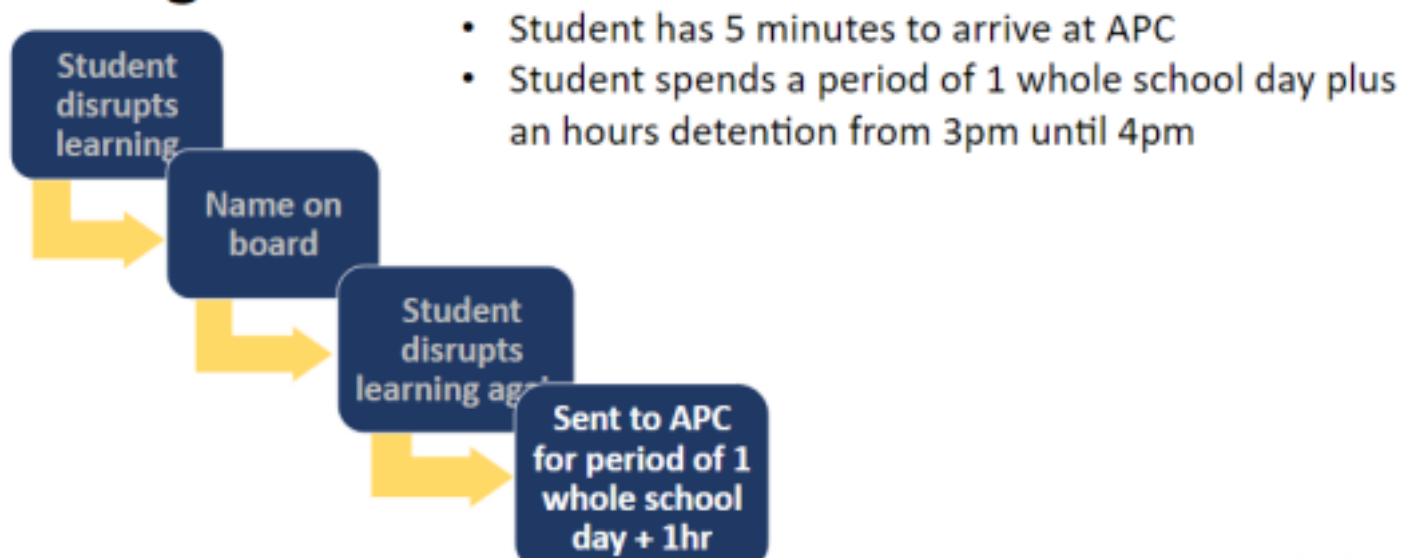 • Student has 5 minutes to arrive at APC
• Student spends a period of 1 whole school day plus
an hours detention from 3pm until 4pm
Student
disrupts
learning
Name on
board
Student
disrupts
learning
Sent to APC
for period of 1
whole school
day + 1hr